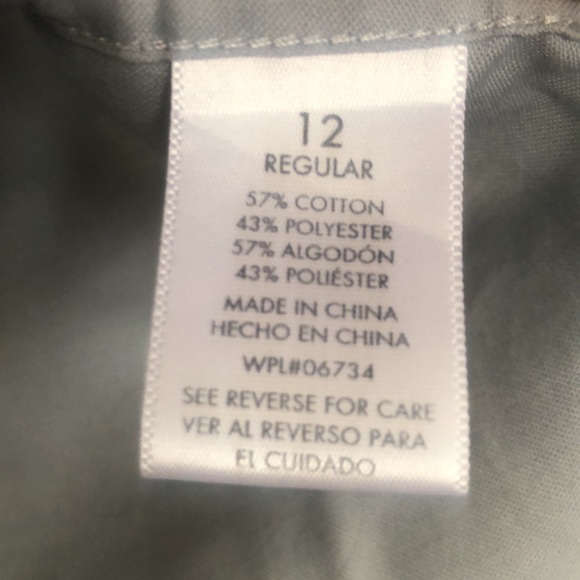 12
REGULAR
57% COTTON
43% POLYESTER
57% ALGODÓN
43% POLIÉSTER
MADE IN CHINA
HECHO EN CHINA
WPL#06734
SEE REVERSE FOR CARE
VER AL REVERSO PARA
EL CUIDADO